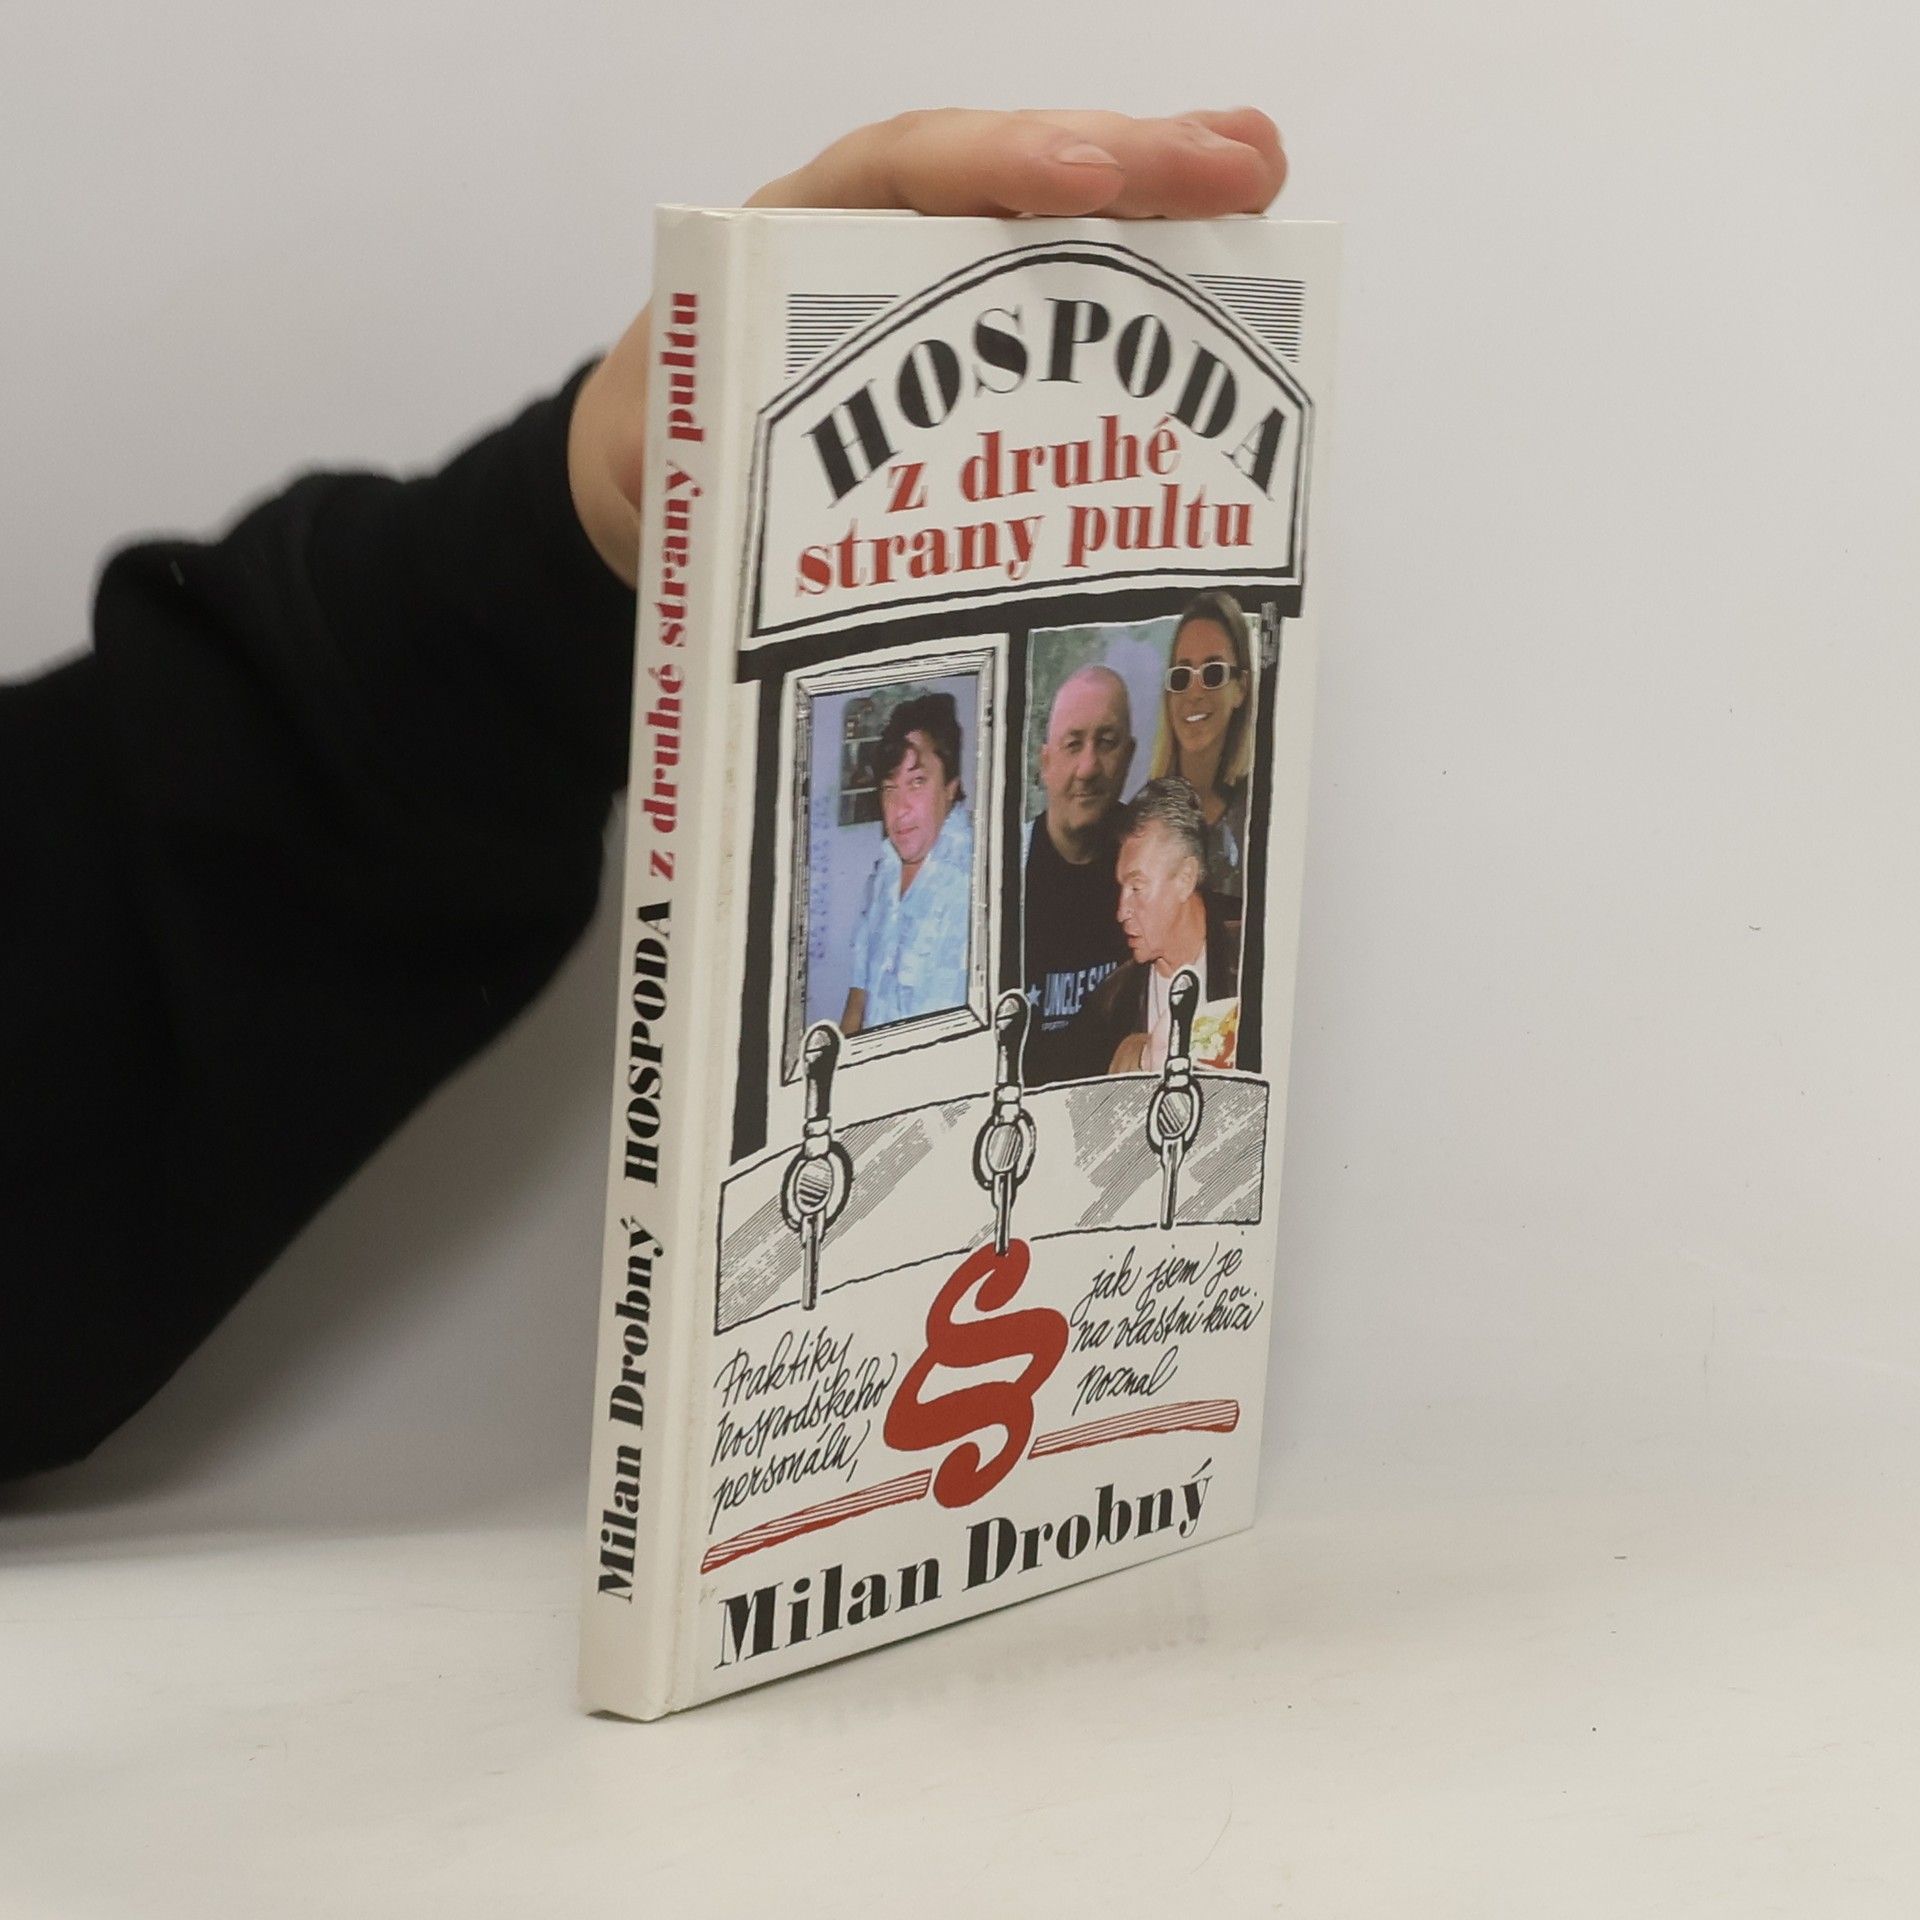 Milan Drobný HOSPODA z druhé strany pultu
HOSPODA
z druhé
strany pultu
UNCLE
Praktiky
hospodského
personálu,
§
jak jsem je
na vlastní kůži
poznal
Milan Drobný